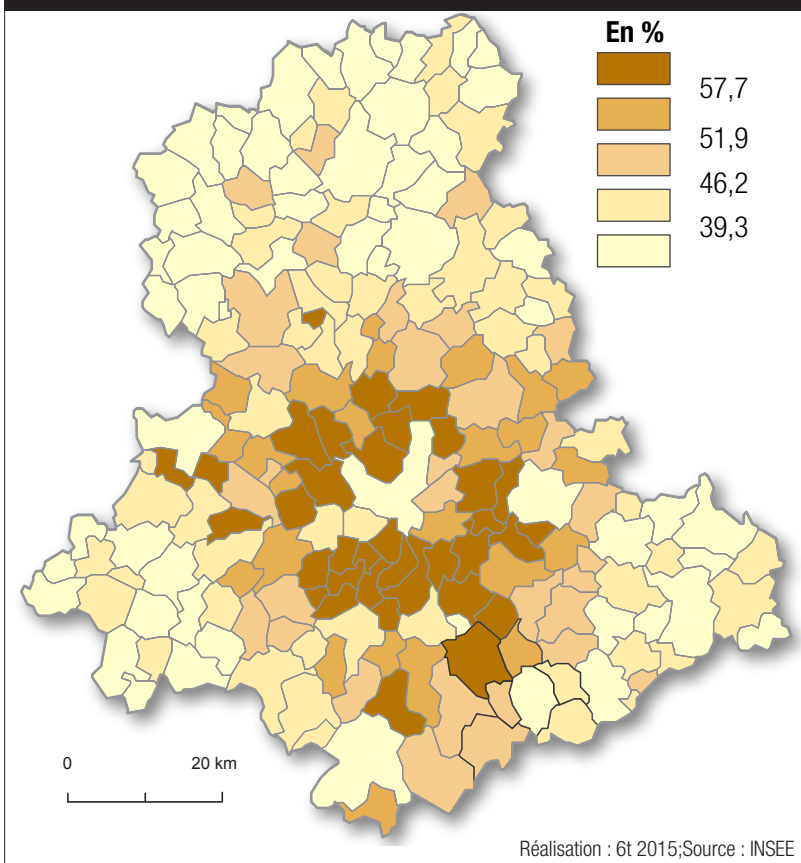 En %
57,7
51,9
46,2
39,3
0 20 km
Réalisation : 6t 2015;Source : INSEE